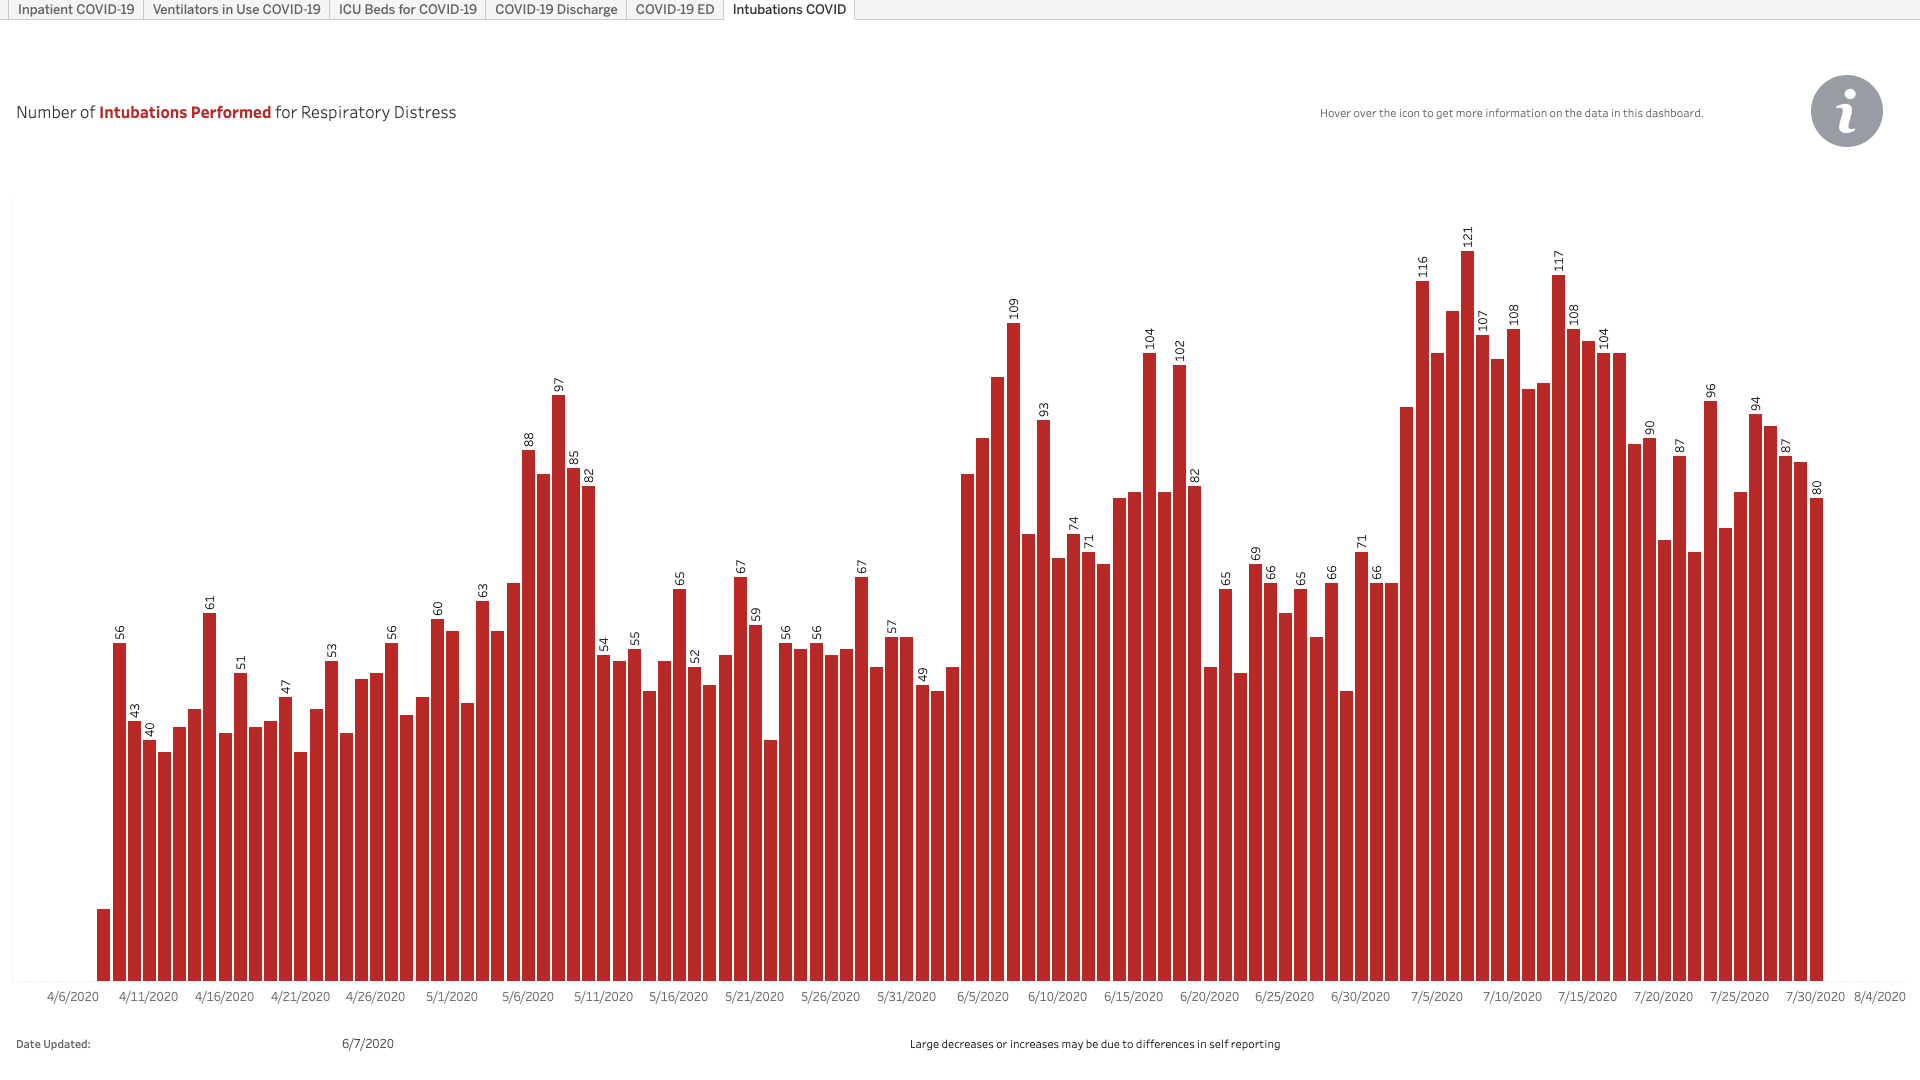 Inpatient COVID-19 Ventilators in Use COVID-19 ICU Beds for COVID-19 COVID-19 Discharge COVID-19 ED Intubations COVID
Number of Intubations Performed for Respiratory Distress
Hover over the icon to get more information on the data in this dashboard.
i
56 43 40 61 51 47 53 56 60 63 88 97 85 82 54 55 65 52 67 59 56 56 67 57 49 109 93 74 71 104 102 82 65 69 66 65 66 71 66 116 121 107 108 117 108 104 90 87 96 94 87 80
4/6/2020 4/11/2020 4/16/2020 4/21/2020 4/26/2020 5/1/2020 5/6/2020 5/11/2020 5/16/2020 5/21/2020 5/26/2020 5/31/2020 6/5/2020 6/10/2020 6/15/2020 6/20/2020 6/25/2020 6/30/2020 7/5/2020 7/10/2020 7/15/2020 7/20/2020 7/25/2020 7/30/2020 8/4/2020
Date Updated: 6/7/2020
Large decreases or increases may be due to differences in self reporting